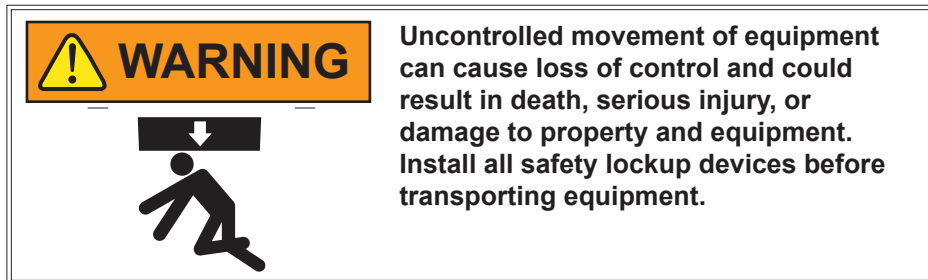 WARNING
Uncontrolled movement of equipment
can cause loss of control and could
result in death, serious injury, or
damage to property and equipment.
Install all safety lockup devices before
transporting equipment.